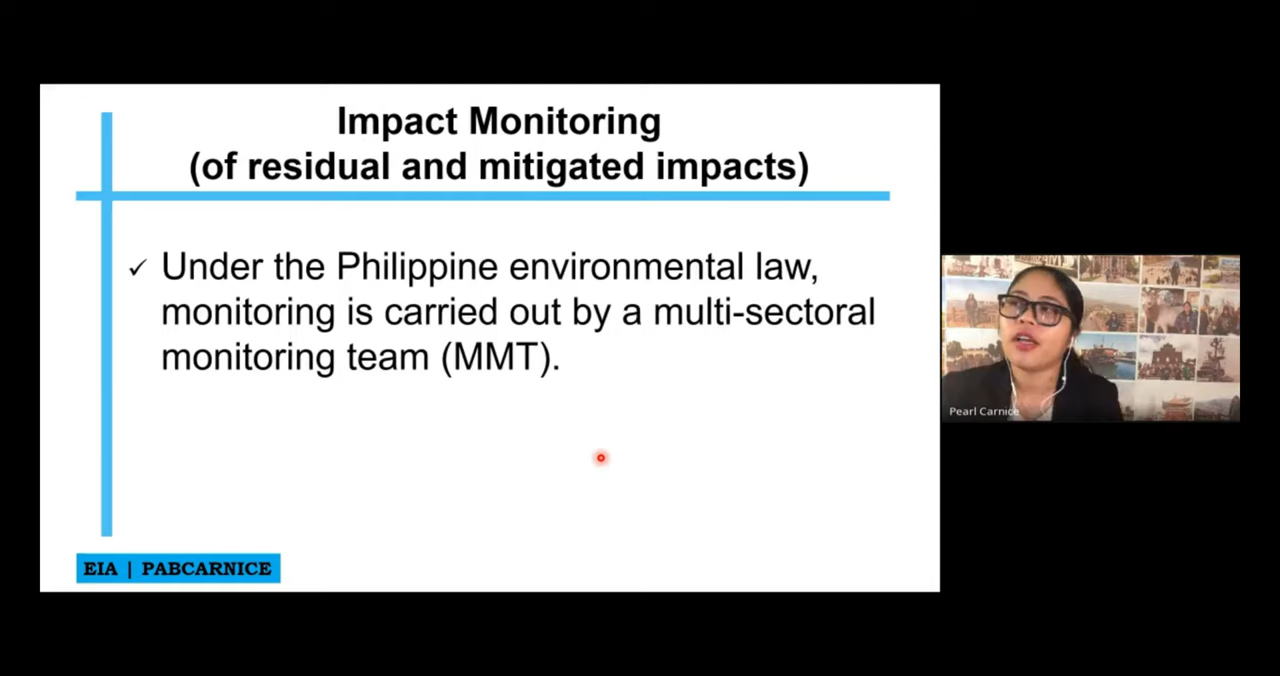 Impact Monitoring
(of residual and mitigated impacts)
✓ Under the Philippine environmental law,
monitoring is carried out by a multi-sectoral
monitoring team (MMT).
Pearl Carnice
EIA | PABCARNICE